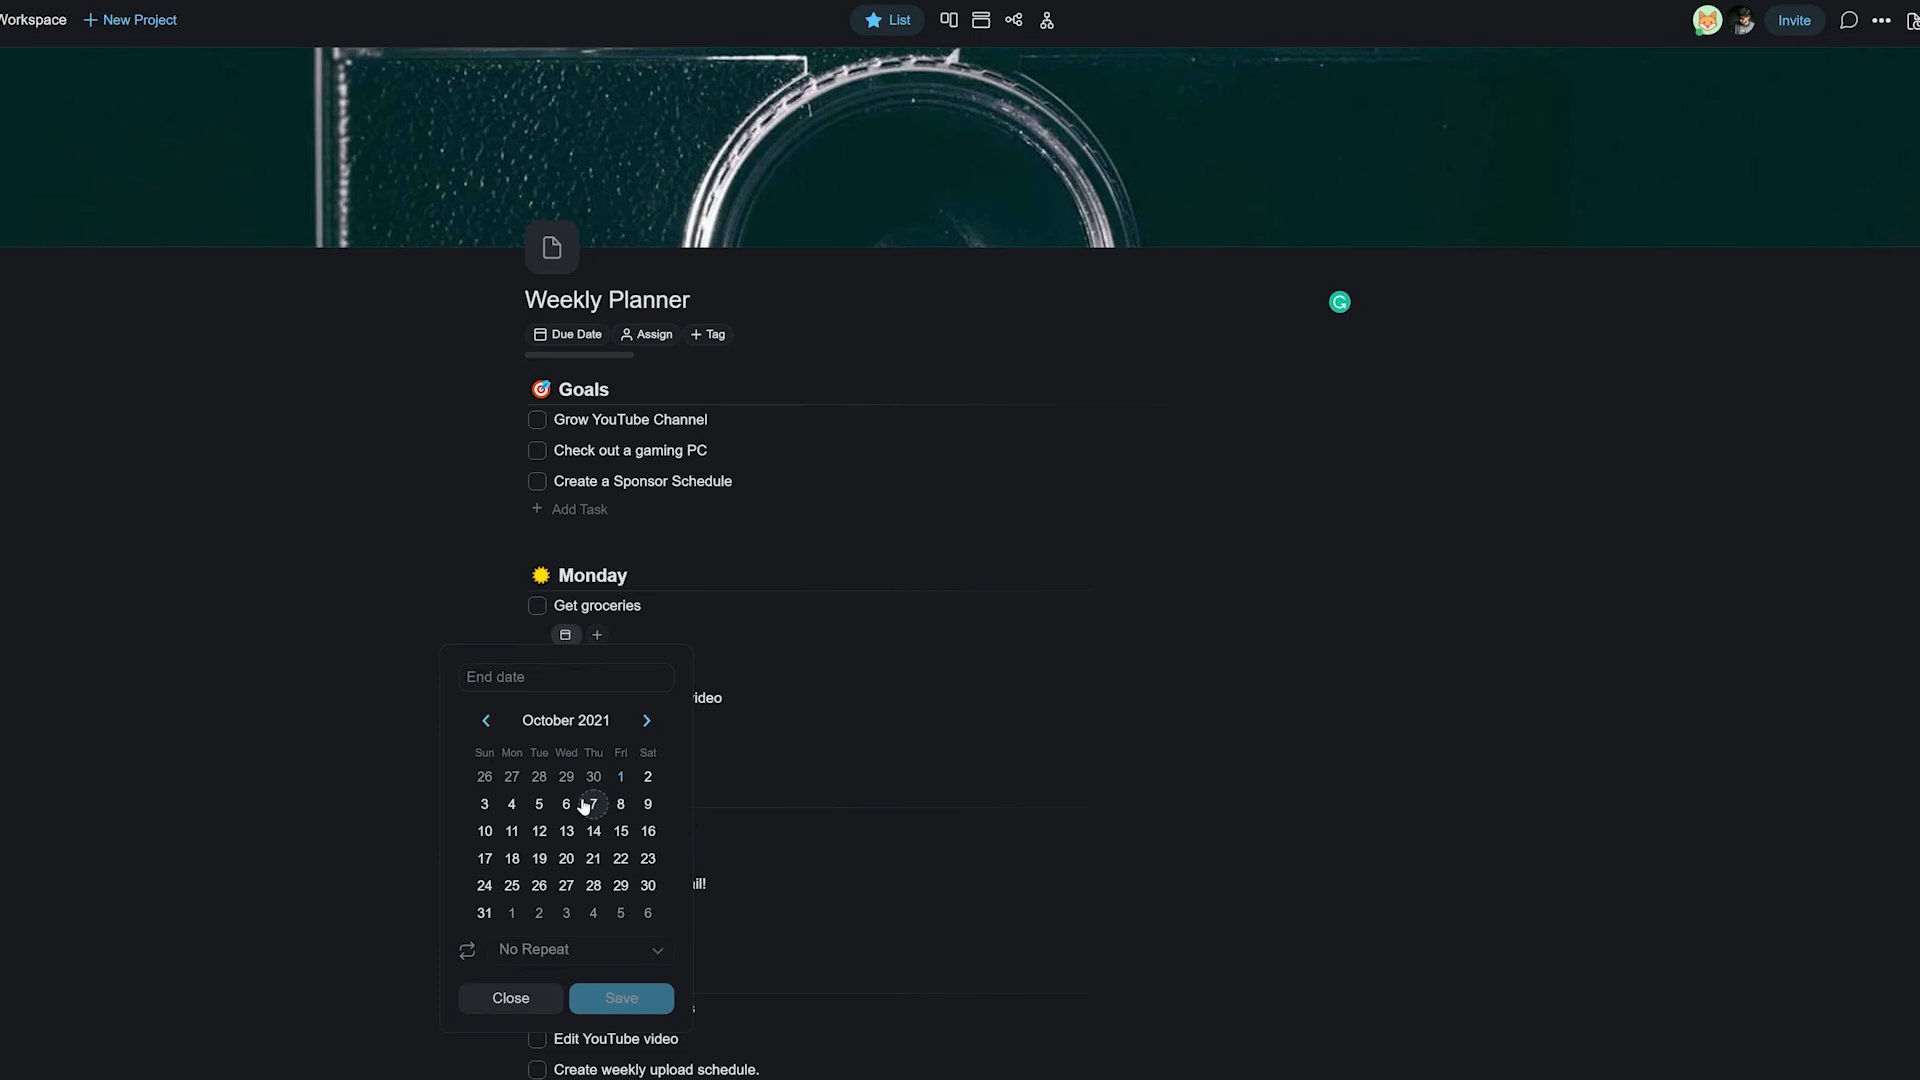 Workspace + New Project
List
Invite
Weekly Planner
Due Date Assign + Tag
Goals
Grow YouTube Channel
Check out a gaming PC
Create a Sponsor Schedule
+ Add Task
Monday
Get groceries
End date
video
October 2021
Sun Mon Tue Wed Thu Fri Sat
26 27 28 29 30 1 2
3 4 5 6 7 8 9
10 11 12 13 14 15 16
17 18 19 20 21 22 23
24 25 26 27 28 29 30
31 1 2 3 4 5 6
No Repeat
Close Save
Edit YouTube video
Create weekly upload schedule.